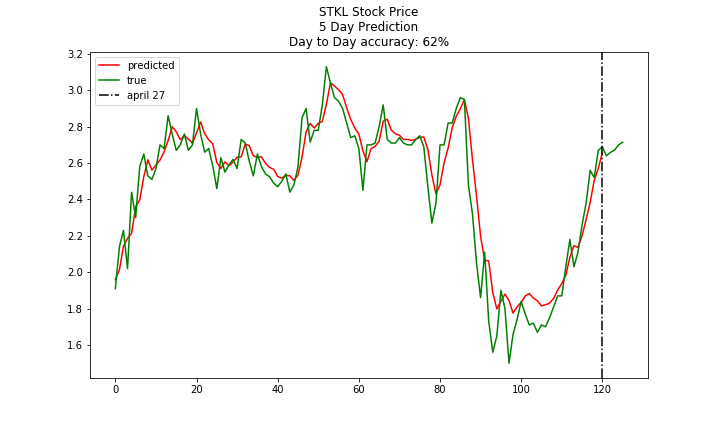 STKL Stock Price
5 Day Prediction
Day to Day accuracy: 62%
predicted
true
april 27
3.2
3.0
2.8
2.6
2.4
2.2
2.0
1.8
1.6
0 20 40 60 80 100 120